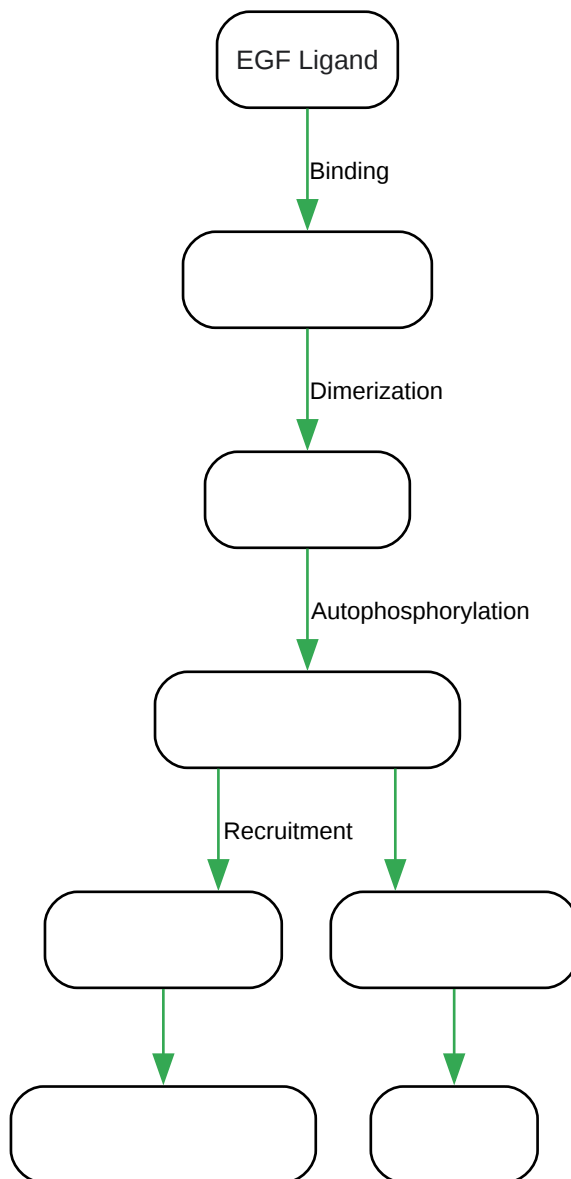 EGF Ligand
Binding
Dimerization
Autophosphorylation
Recruitment